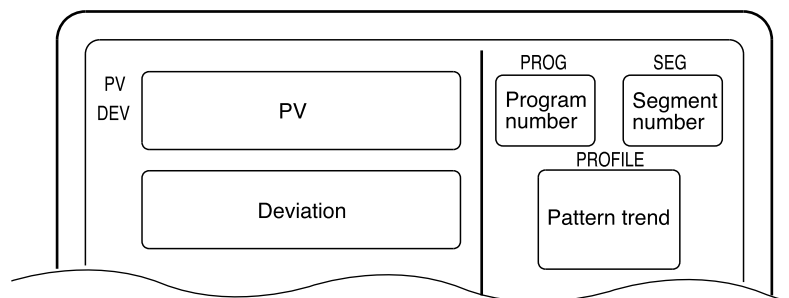 PV
DEV
PV
Deviation
PROG
SEG
Program
number
Segment
number
PROFILE
Pattern trend